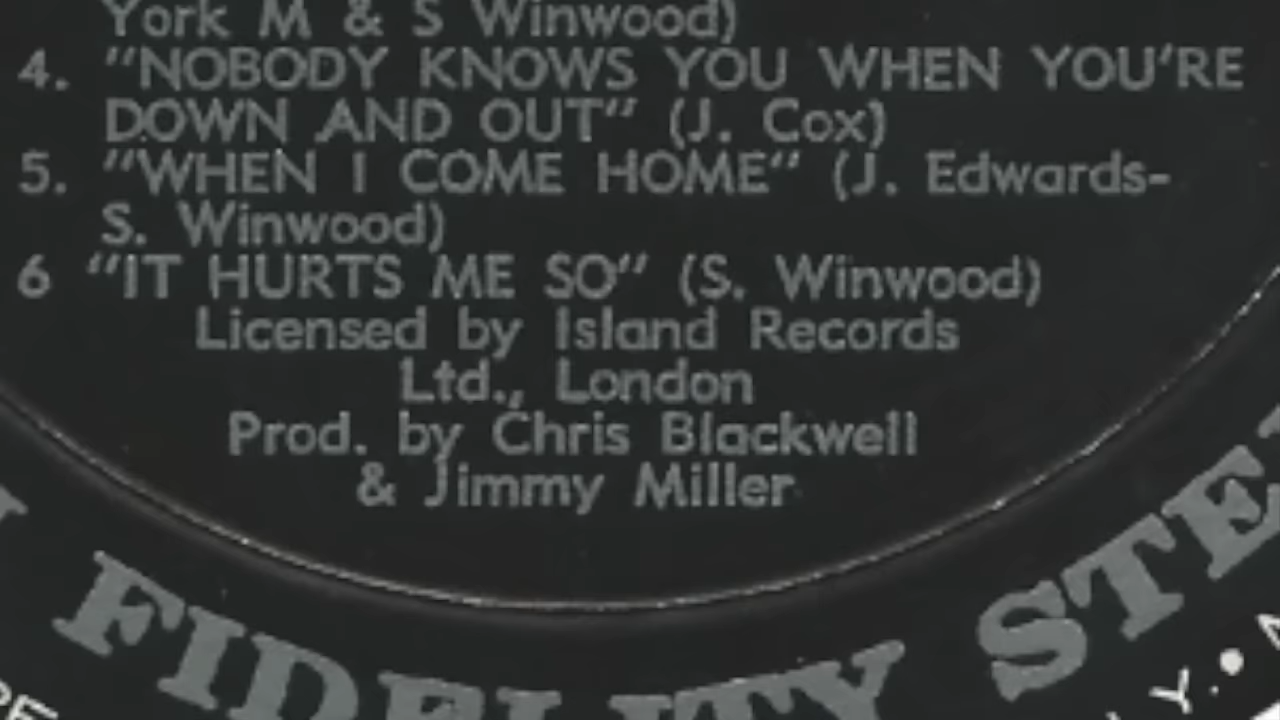 York M & S Winwood)
4. "NOBODY KNOWS YOU WHEN YOU'RE
DOWN AND OUT" (J. Cox)
5. "WHEN I COME HOME" (J. Edwards-
S. Winwood)
6 "IT HURTS ME SO" (S. Winwood)
Licensed by Island Records
Ltd., London
Prod. by Chris Blackwell
& Jimmy Miller
FIDELITY STE